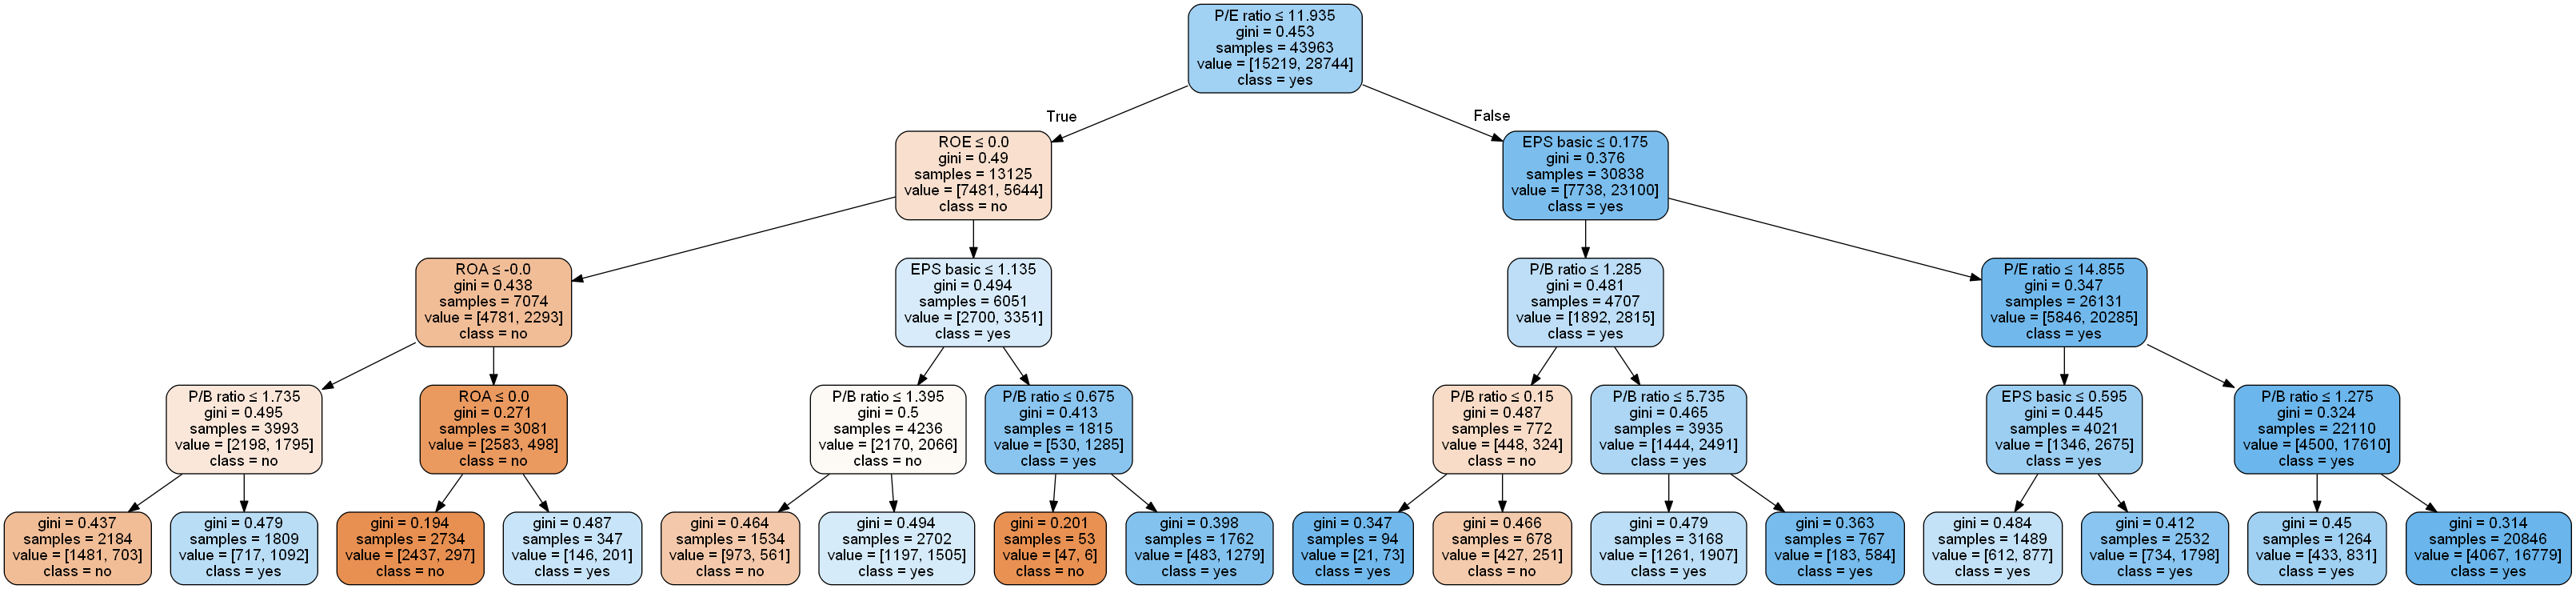 P/E ratio ≤ 11.935
gini = 0.453
samples = 43963
value = [15219, 28744]
class = yes
True
False
ROE ≤ 0.0
gini = 0.49
samples = 13125
value = [7481, 5644]
class = no
EPS basic ≤ 0.175
gini = 0.376
samples = 30838
value = [7738, 23100]
class = yes
ROA ≤ -0.0
gini = 0.438
samples = 7074
value = [4781, 2293]
class = no
EPS basic ≤ 1.135
gini = 0.494
samples = 6051
value = [2700, 3351]
class = yes
P/B ratio ≤ 1.285
gini = 0.481
samples = 4707
value = [1892, 2815]
class = yes
P/E ratio ≤ 14.855
gini = 0.347
samples = 26131
value = [5846, 20285]
class = yes
P/B ratio ≤ 1.735
gini = 0.495
samples = 3993
value = [2198, 1795]
class = no
ROA ≤ 0.0
gini = 0.271
samples = 3081
value = [2583, 498]
class = no
P/B ratio ≤ 1.395
gini = 0.5
samples = 4236
value = [2170, 2066]
class = no
P/B ratio ≤ 0.675
gini = 0.413
samples = 1815
value = [530, 1285]
class = yes
P/B ratio ≤ 0.15
gini = 0.487
samples = 772
value = [448, 324]
class = no
P/B ratio ≤ 5.735
gini = 0.465
samples = 3935
value = [1444, 2491]
class = yes
EPS basic ≤ 0.595
gini = 0.445
samples = 4021
value = [1346, 2675]
class = yes
P/B ratio ≤ 1.275
gini = 0.324
samples = 22110
value = [4500, 17610]
class = yes
gini = 0.437
samples = 2184
value = [1481, 703]
class = no
gini = 0.479
samples = 1809
value = [717, 1092]
class = yes
gini = 0.194
samples = 2734
value = [2437, 297]
class = no
gini = 0.487
samples = 347
value = [146, 201]
class = yes
gini = 0.464
samples = 1534
value = [973, 561]
class = no
gini = 0.494
samples = 2702
value = [1197, 1505]
class = yes
gini = 0.201
samples = 53
value = [47, 6]
class = no
gini = 0.398
samples = 1762
value = [483, 1279]
class = yes
gini = 0.347
samples = 94
value = [21, 73]
class = yes
gini = 0.466
samples = 678
value = [427, 251]
class = no
gini = 0.479
samples = 3168
value = [1261, 1907]
class = yes
gini = 0.363
samples = 767
value = [183, 584]
class = yes
gini = 0.484
samples = 1489
value = [612, 877]
class = yes
gini = 0.412
samples = 2532
value = [734, 1798]
class = yes
gini = 0.45
samples = 1264
value = [433, 831]
class = yes
gini = 0.314
samples = 20846
value = [4067, 16779]
class = yes